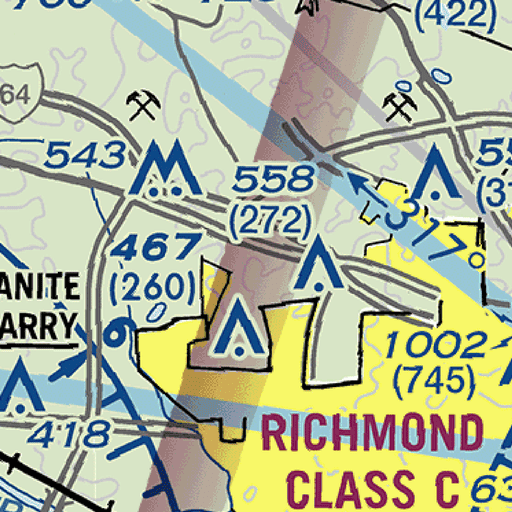 (422)
64
543
558
(272)
317°
467
(260)
ANITE
ARRY
1002
(745)
418
RICHMOND
CLASS C